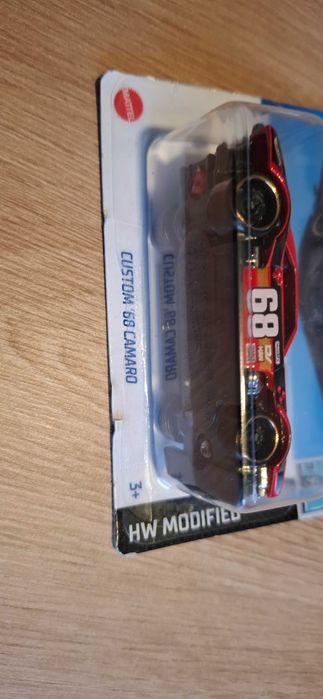 MATTEL
CUSTOM '68 CAMARO
CUSTOM '68 CAMARO
3+
HW MODIFIED
68